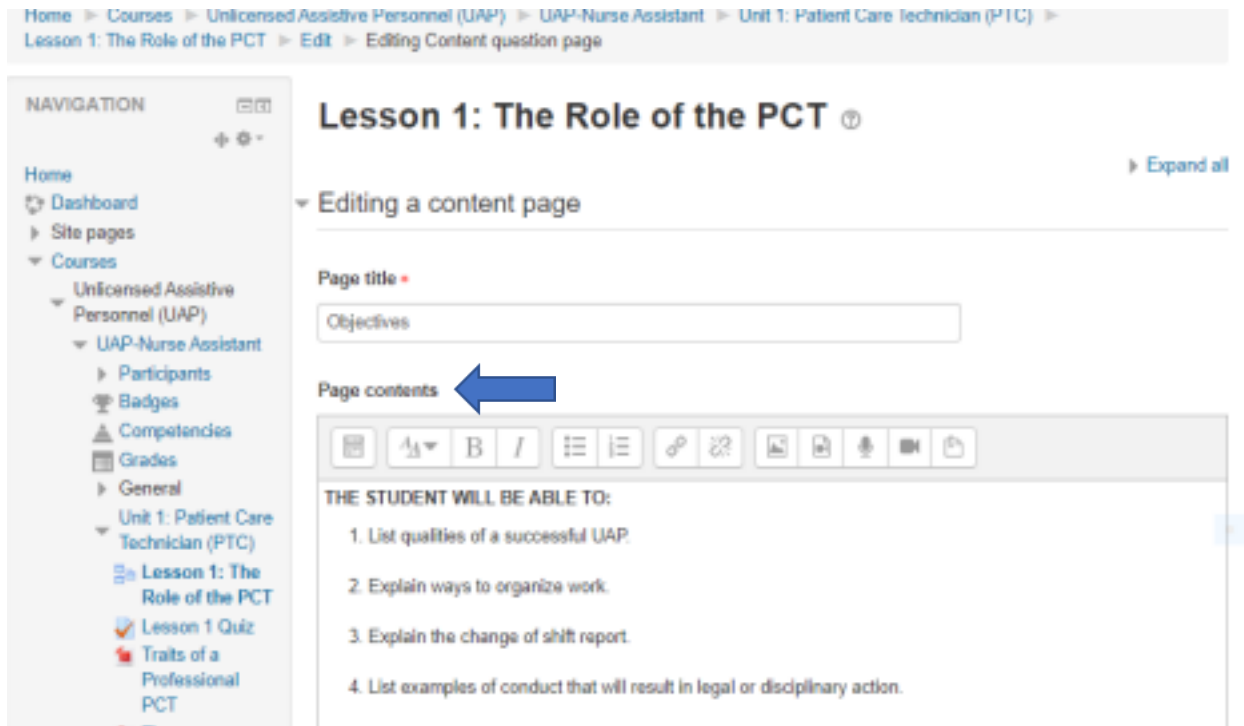 Home Courses Unlicensed Assistive Personnel (UAP) UAP-Nurse Assistant Unit 1: Patient Care Technician (PTC)
Lesson 1: The Role of the PCT Edit Editing Content question page
NAVIGATION
Home
Dashboard
Site pages
Courses
Unlicensed Assistive
Personnel (UAP)
UAP-Nurse Assistant
Participants
Badges
Competencies
Grades
General
Unit 1: Patient Care
Technician (PTC)
Lesson 1: The
Role of the PCT
Lesson 1 Quiz
Traits of a
Professional
PCT
Lesson 1: The Role of the PCT
Expand all
Editing a content page
Page title
Objectives
Page contents
B I
THE STUDENT WILL BE ABLE TO:
1. List qualities of a successful UAP.
2. Explain ways to organize work.
3. Explain the change of shift report.
4. List examples of conduct that will result in legal or disciplinary action.